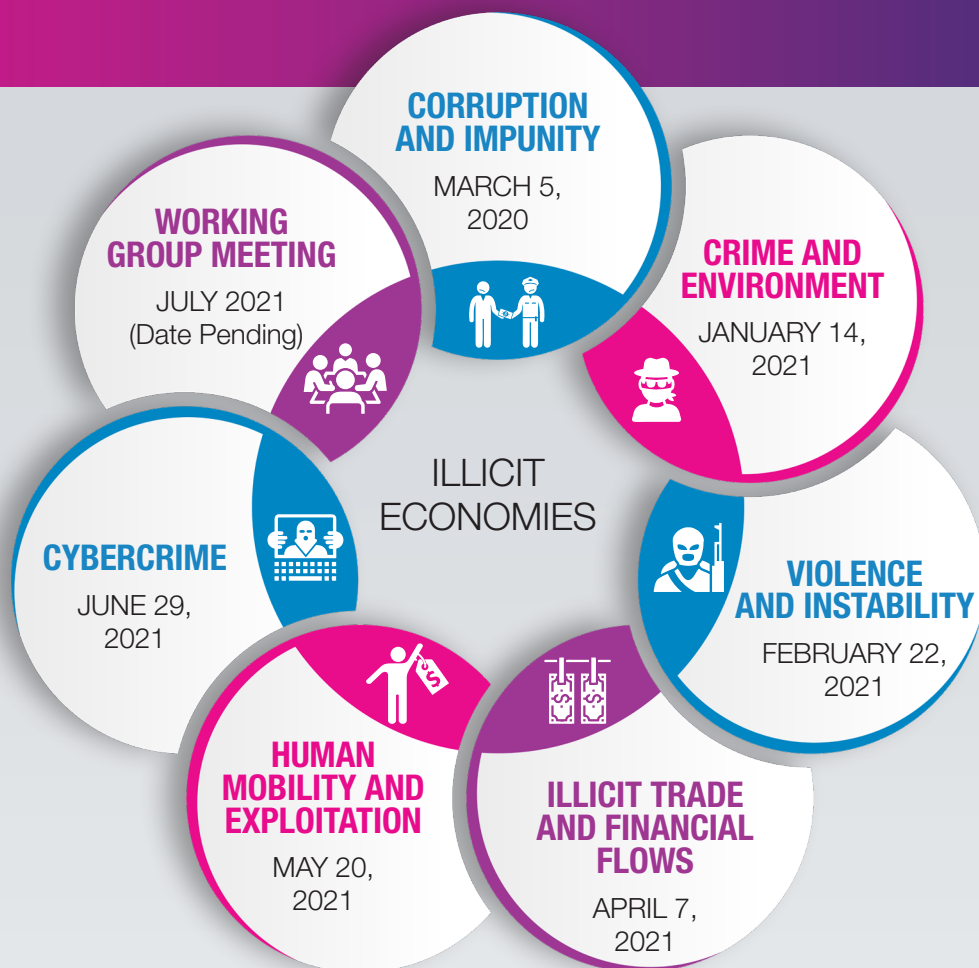 CORRUPTION
AND IMPUNITY
MARCH 5,
2020
CRIME AND
ENVIRONMENT
JANUARY 14,
2021
VIOLENCE
AND INSTABILITY
FEBRUARY 22,
2021
ILLICIT TRADE
AND FINANCIAL
FLOWS
APRIL 7,
2021
HUMAN
MOBILITY AND
EXPLOITATION
MAY 20,
2021
CYBERCRIME
JUNE 29,
2021
WORKING
GROUP MEETING
JULY 2021
(Date Pending)
ILLICIT
ECONOMIES